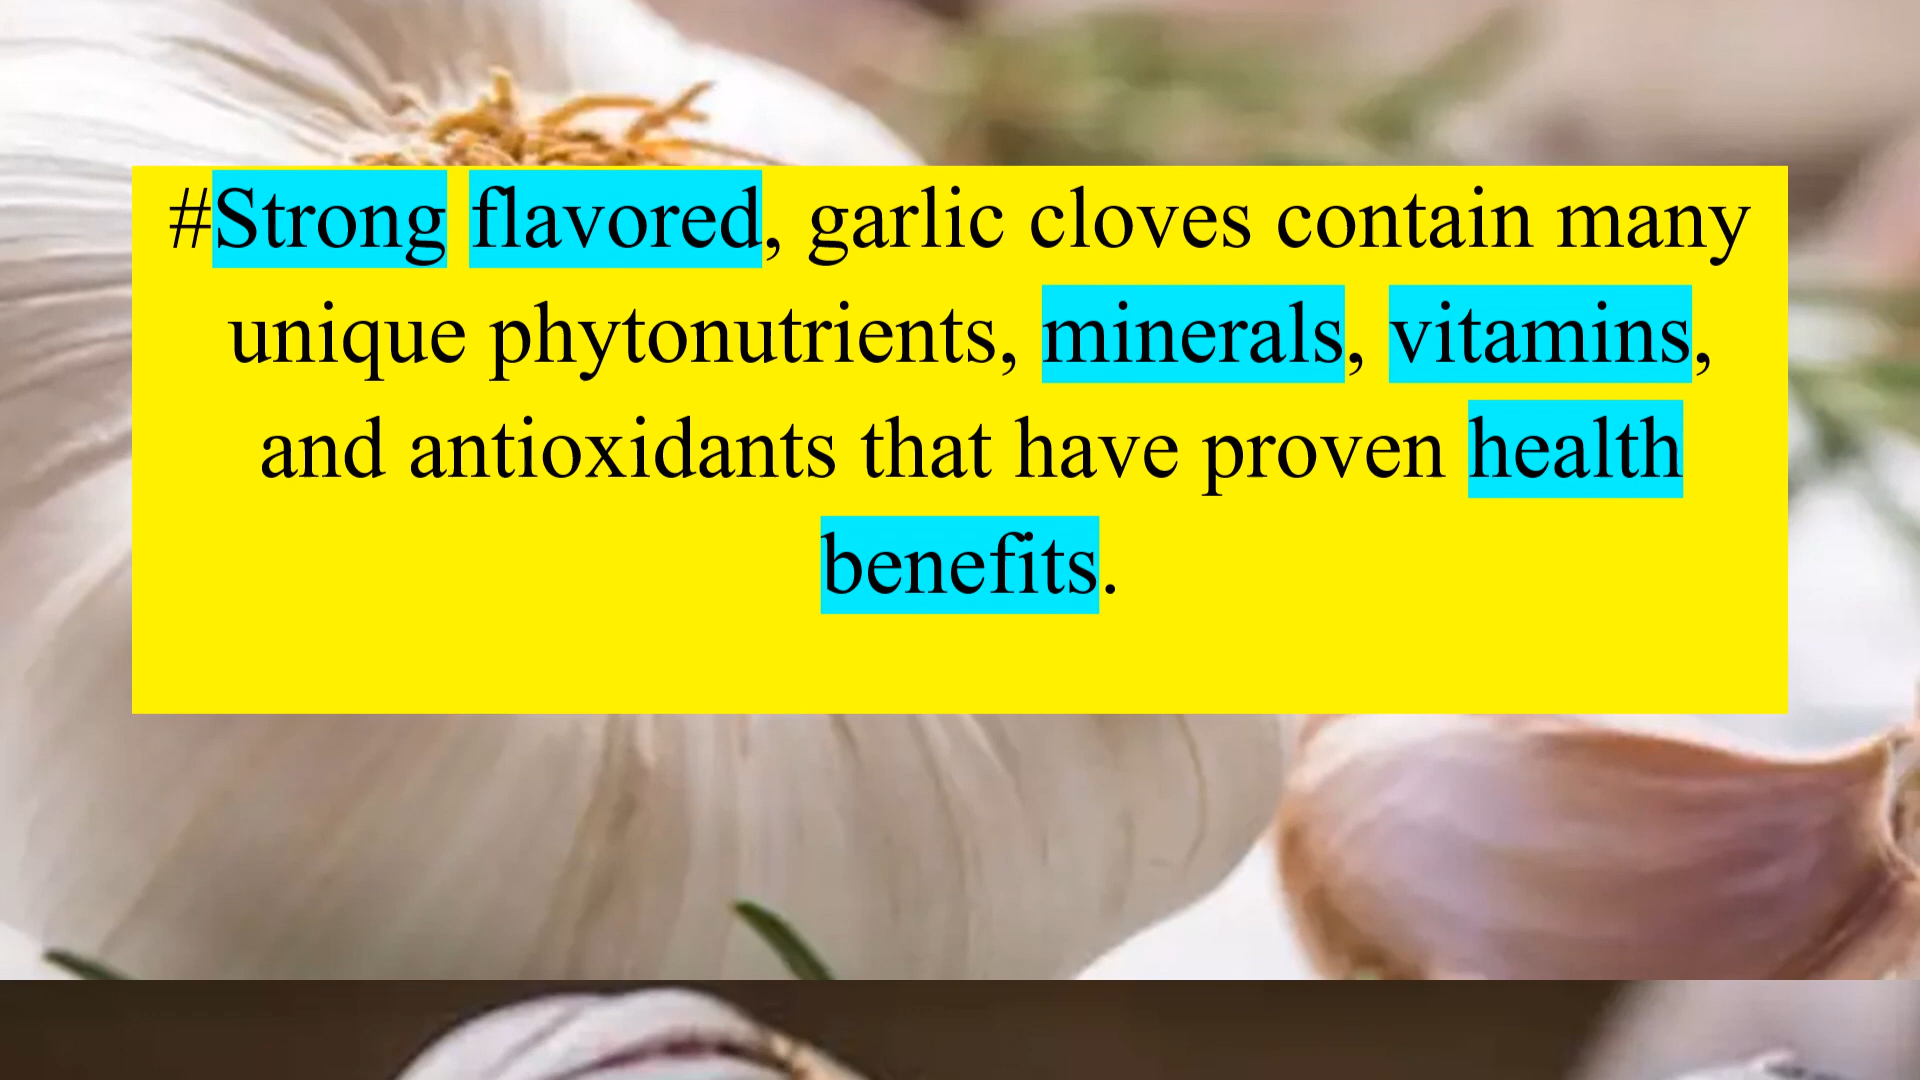 #Strong flavored, garlic cloves contain many
unique phytonutrients, minerals, vitamins,
and antioxidants that have proven health
benefits.